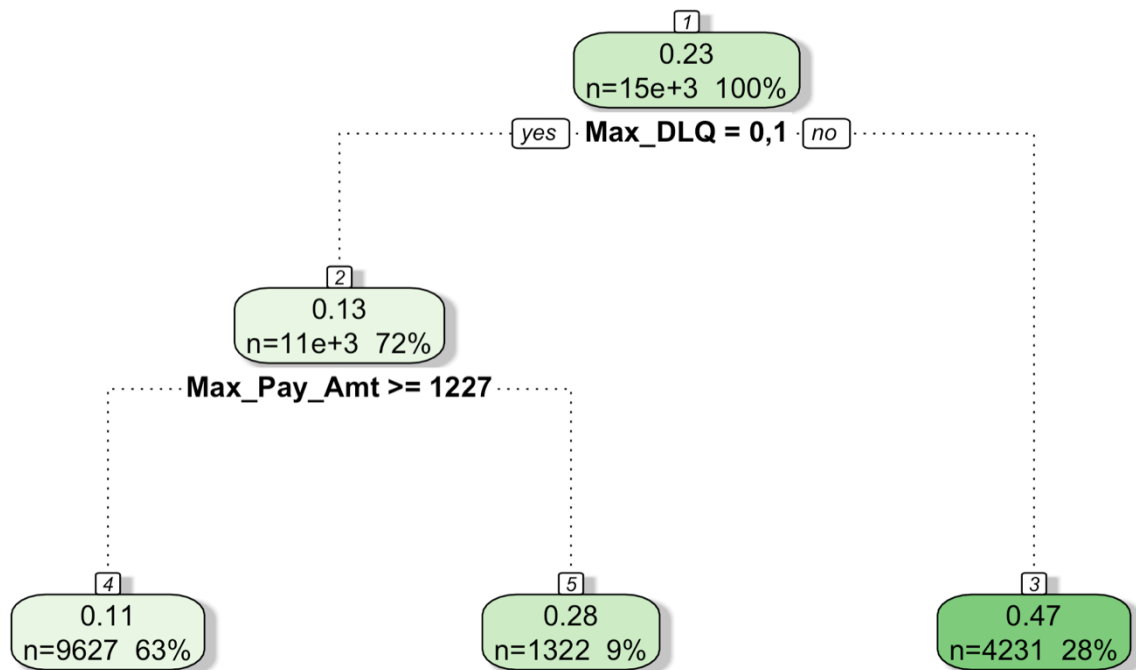 1
0.23
n=15e+3 100%
yes Max_DLQ = 0,1 no
2
0.13
n=11e+3 72%
Max_Pay_Amt >= 1227
4
0.11
n=9627 63%
5
0.28
n=1322 9%
3
0.47
n=4231 28%